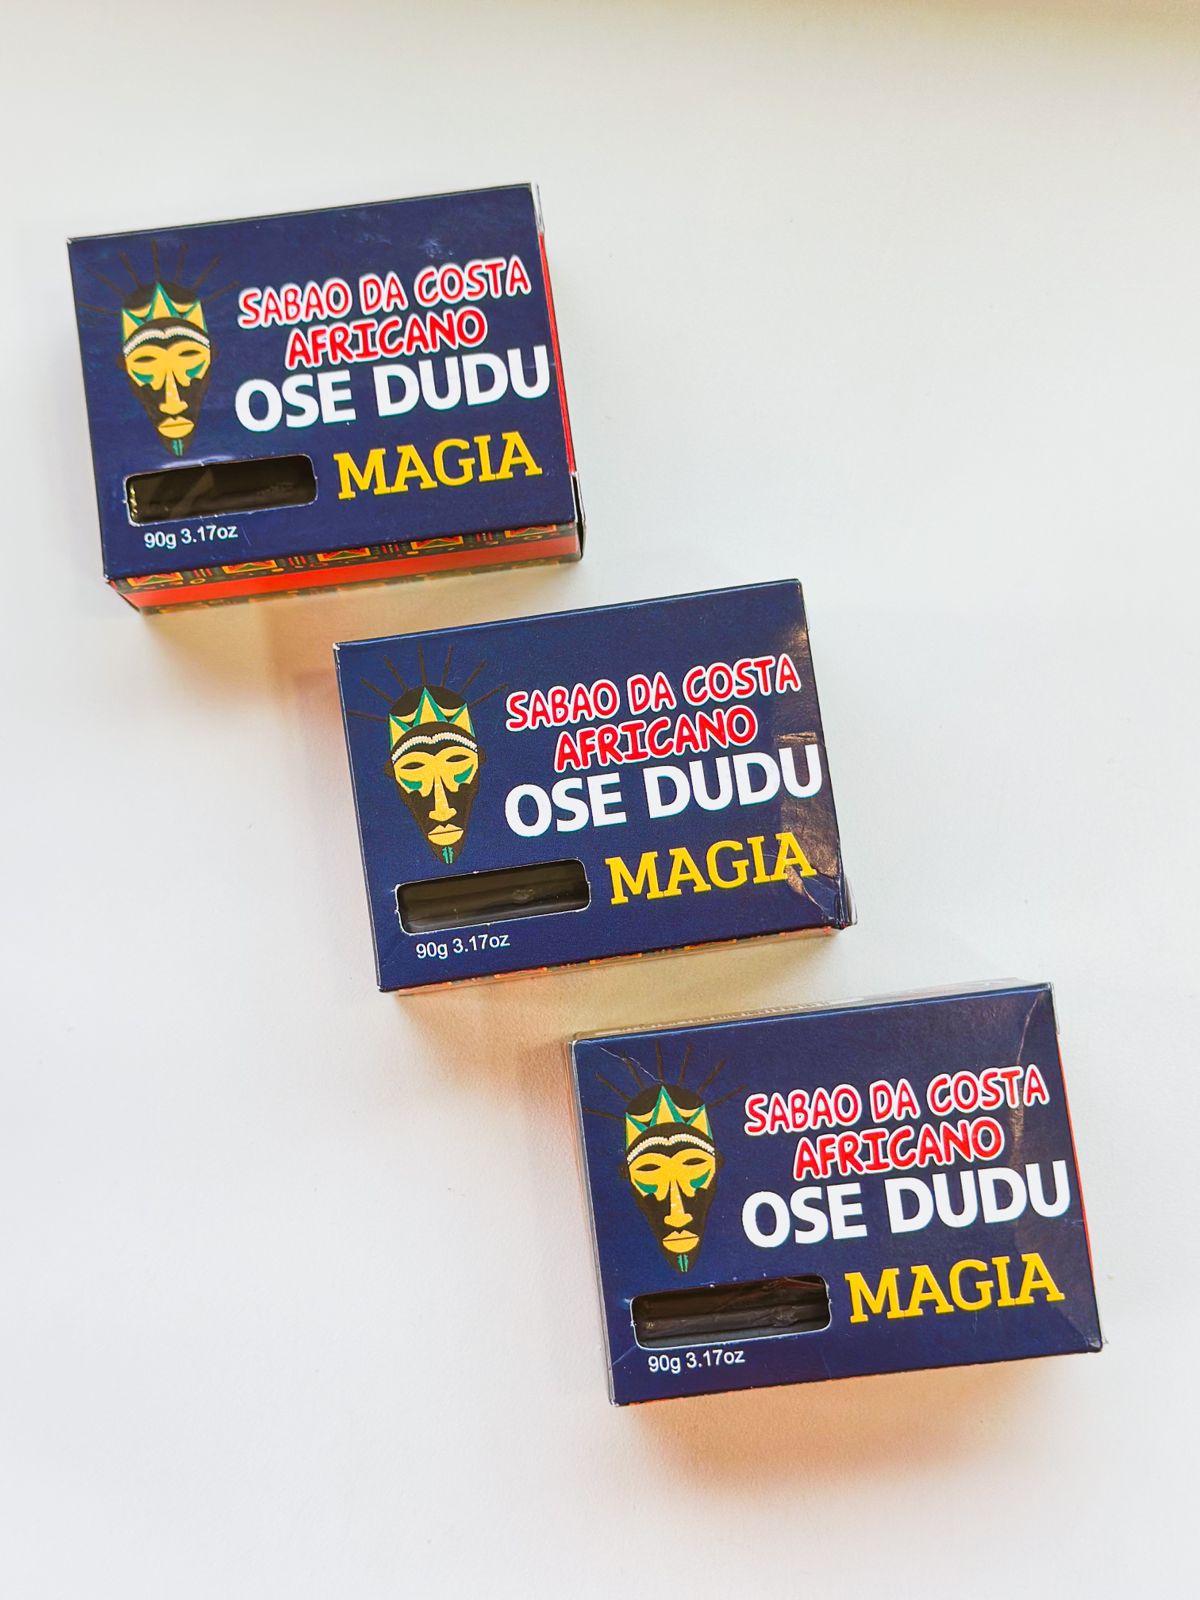 SABAO DA COSTA
AFRICANO
OSE DUDU
MAGIA
90g 3.17oz
SABAO DA COSTA
AFRICANO
OSE DUDU
MAGIA
90g 3.17oz
SABAO DA COSTA
AFRICANO
OSE DUDU
MAGIA
90g 3.17oz